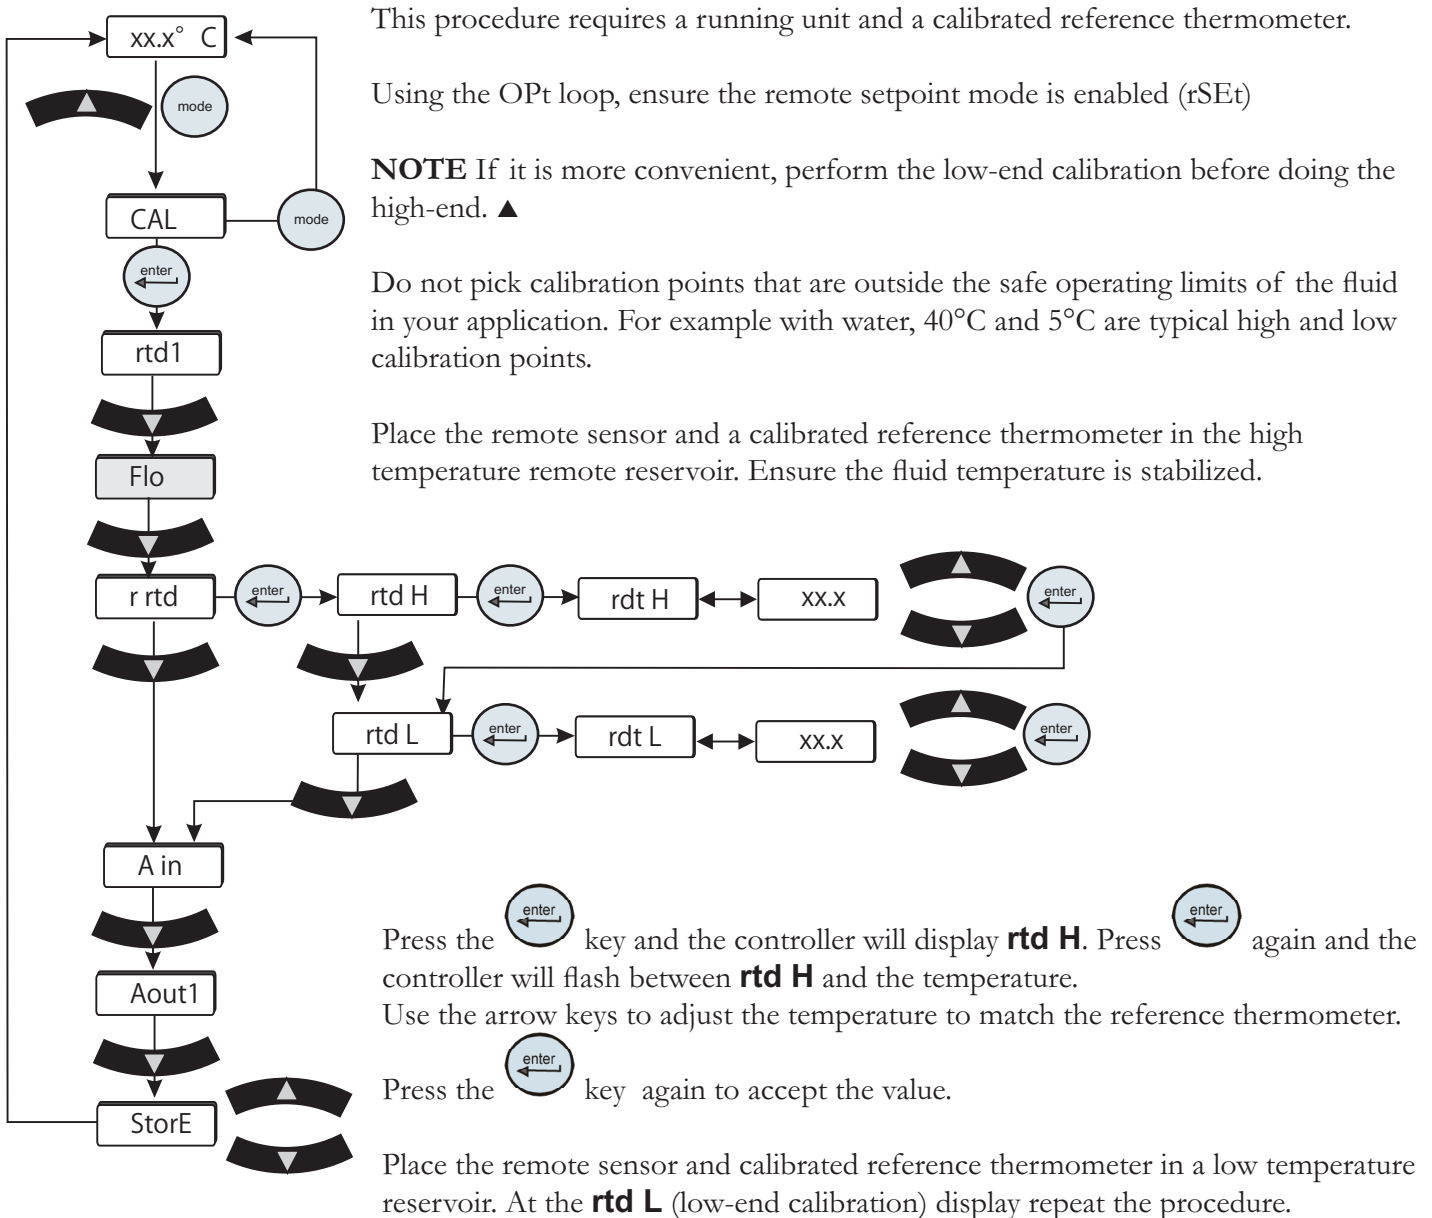 This procedure requires a running unit and a calibrated reference thermometer.
Using the OPt loop, ensure the remote setpoint mode is enabled (rSEt)
NOTE If it is more convenient, perform the low-end calibration before doing the
high-end. ▲
Do not pick calibration points that are outside the safe operating limits of the fluid
in your application. For example with water, 40°C and 5°C are typical high and low
calibration points.
Place the remote sensor and a calibrated reference thermometer in the high
temperature remote reservoir. Ensure the fluid temperature is stabilized.
xx.x° C
mode
CAL
mode
enter
rtd1
Flo
r rtd
enter
rtd H
enter
rdt H
xx.x
enter
rtd L
enter
rdt L
xx.x
enter
A in
Aout1
StorE
Press the enter key and the controller will display rtd H. Press enter again and the
controller will flash between rtd H and the temperature.
Use the arrow keys to adjust the temperature to match the reference thermometer.
Press the enter key again to accept the value.
Place the remote sensor and calibrated reference thermometer in a low temperature
reservoir. At the rtd L (low-end calibration) display repeat the procedure.